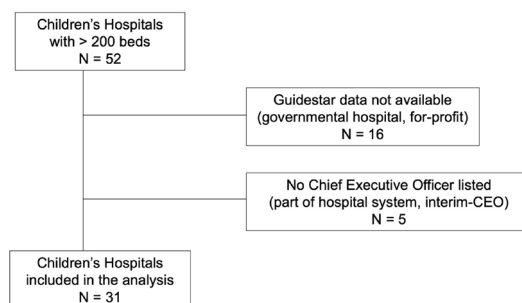 Children's Hospitals
with > 200 beds
N = 52
Guidestar data not available
(governmental hospital, for-profit)
N = 16
No Chief Executive Officer listed
(part of hospital system, interim-CEO)
N = 5
Children's Hospitals
included in the analysis
N = 31